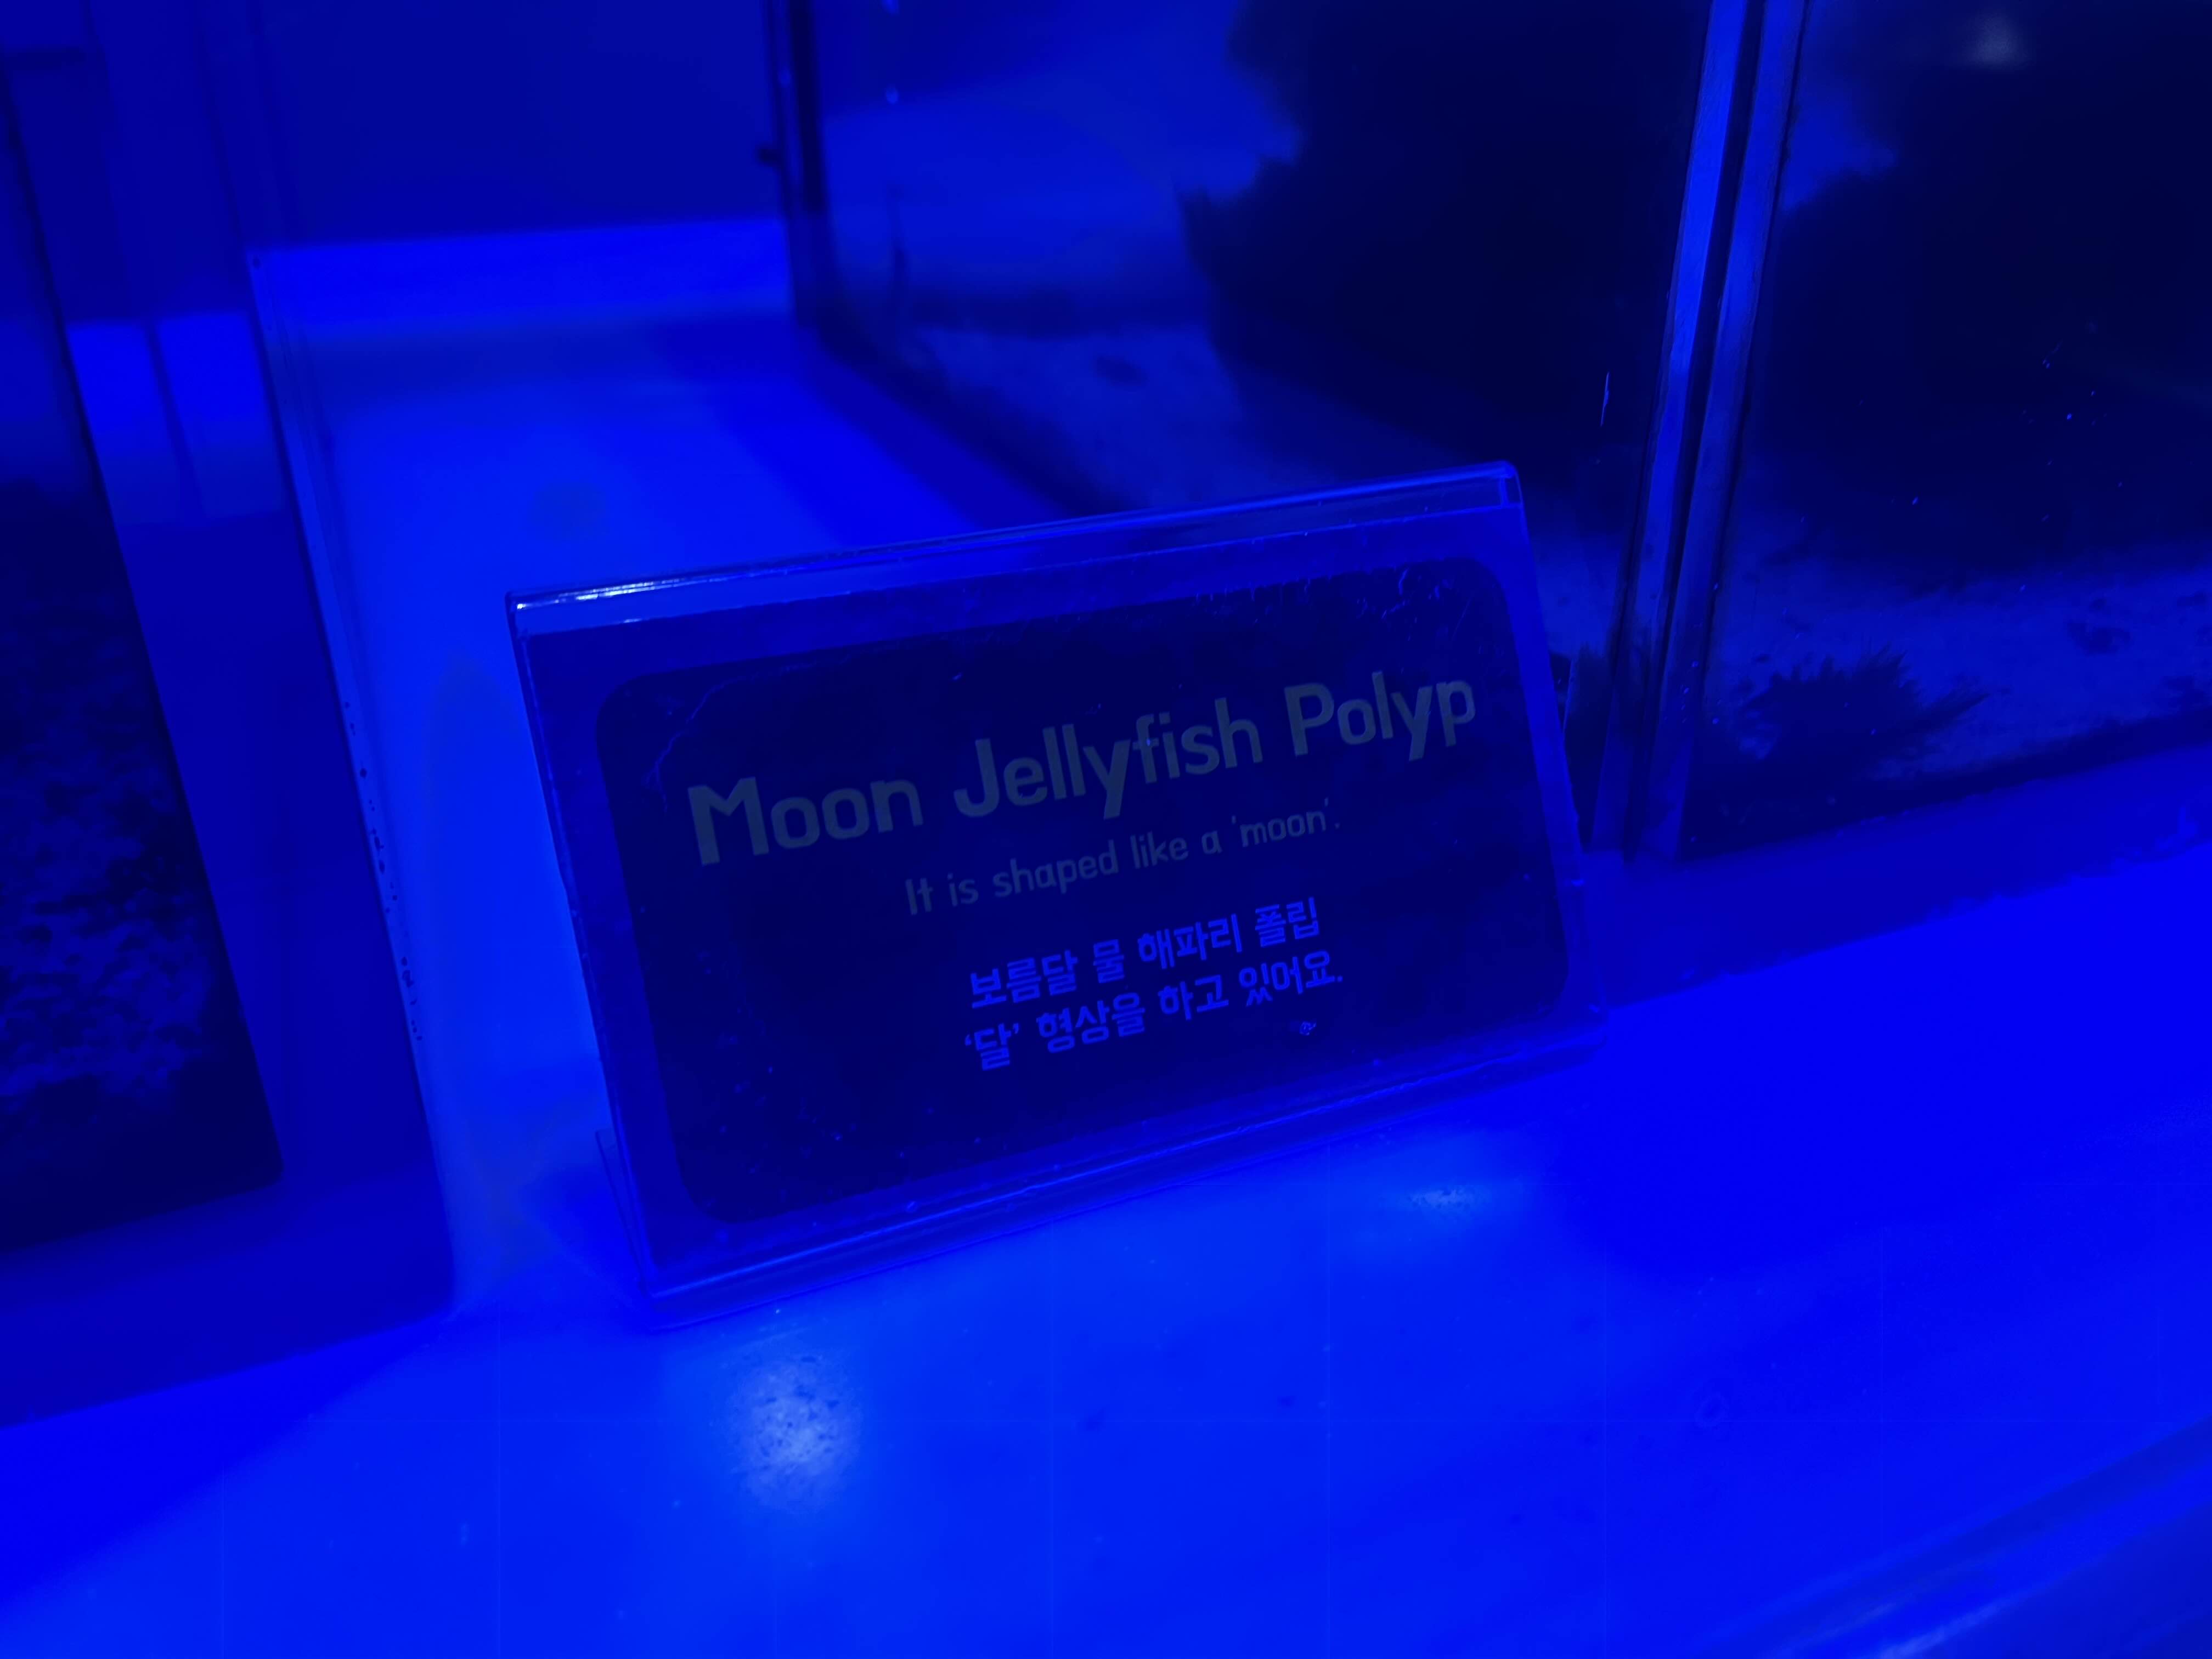 Moon Jellyfish Polyp
It is shaped like a 'moon'.
보름달 물 해파리 폴립
‘달’ 형상을 하고 있어요.